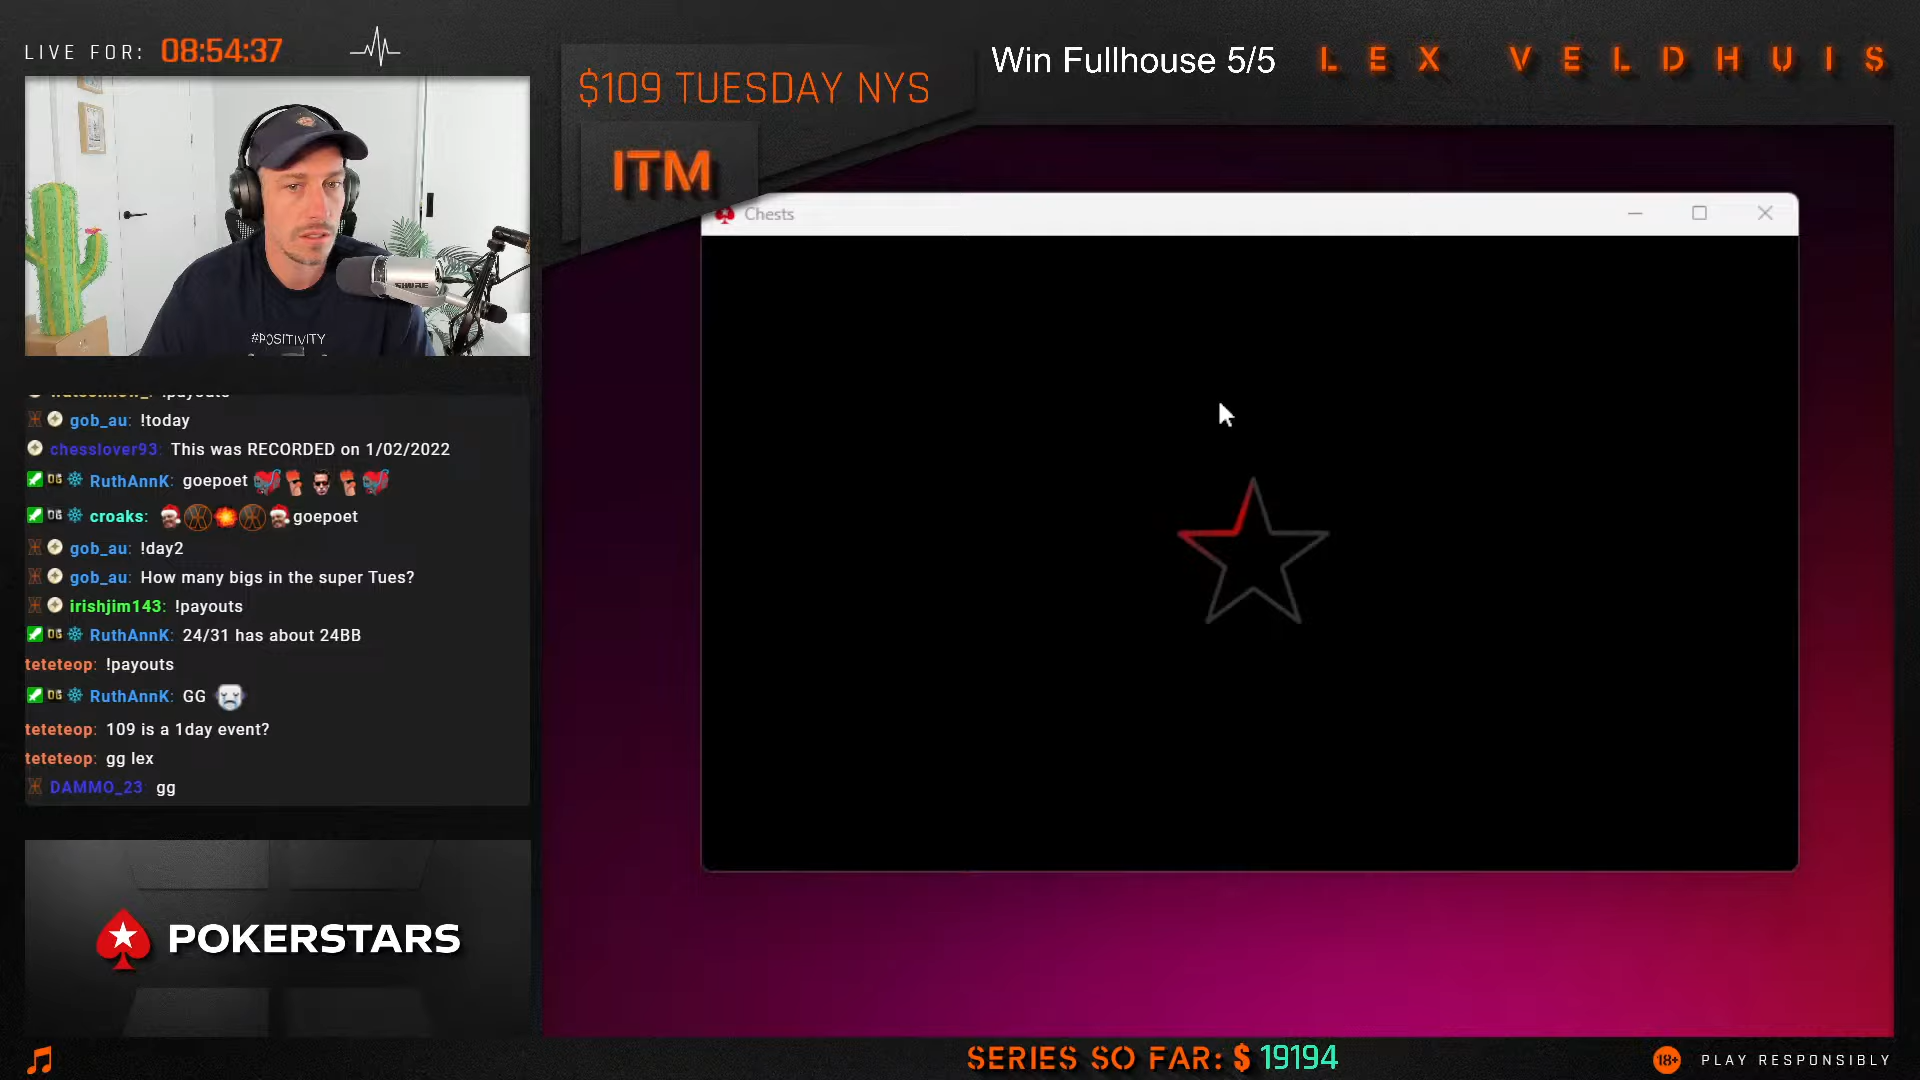 LIVE FOR: 08:54:37
$109 TUESDAY NYS
ITM
Win Fullhouse 5/5
LEX VELDHUIS
Chests
SHURE
#POSITIVITY
gob_au: !today
chesslover93: This was RECORDED on 1/02/2022
RuthAnnK: goepoet
croaks: goepoet
gob_au: !day2
gob_au: How many bigs in the super Tues?
irishjim143: !payouts
RuthAnnK: 24/31 has about 24BB
teteteop: !payouts
RuthAnnK: GG
teteteop: 109 is a 1day event?
teteteop: gg lex
DAMMO_23 gg
POKERSTARS
SERIES SO FAR: $ 19194
18+ PLAY RESPONSIBLY